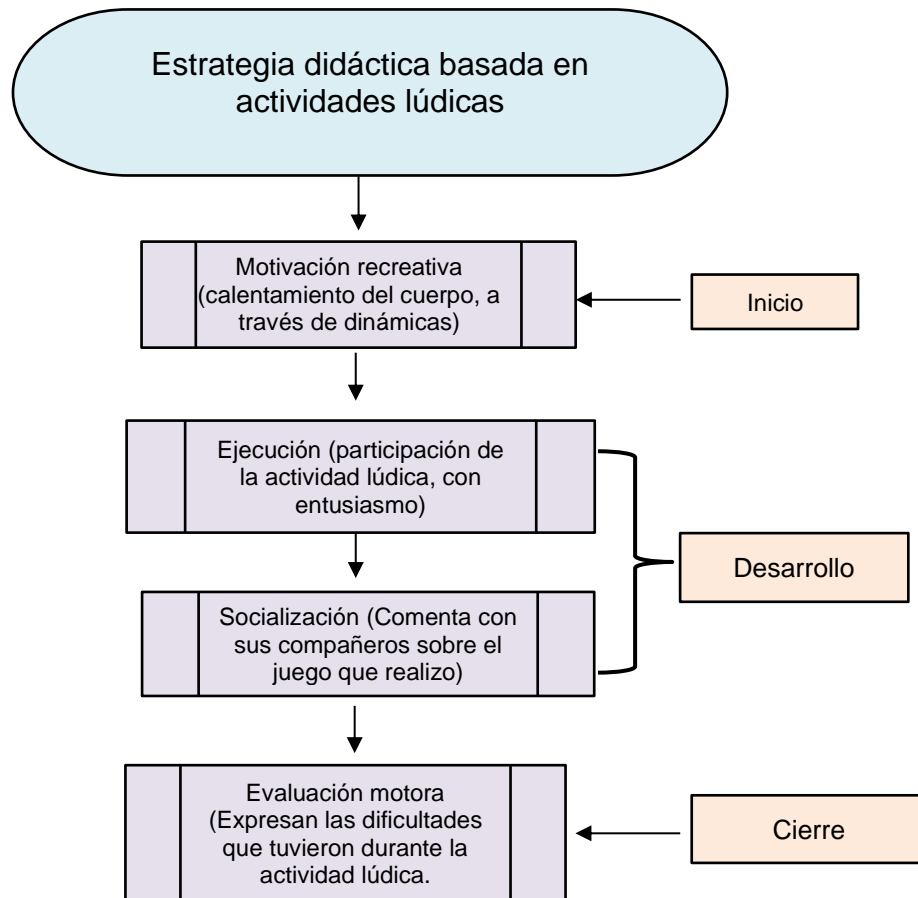 Estrategia didáctica basada en
actividades lúdicas
Motivación recreativa
(calentamiento del cuerpo, a
través de dinámicas)
Inicio
Ejecución (participación de
la actividad lúdica, con
entusiasmo)
Desarrollo
Socialización (Comenta con
sus compañeros sobre el
juego que realizo)
Evaluación motora
(Expresan las dificultades
que tuvieron durante la
actividad lúdica.
Cierre